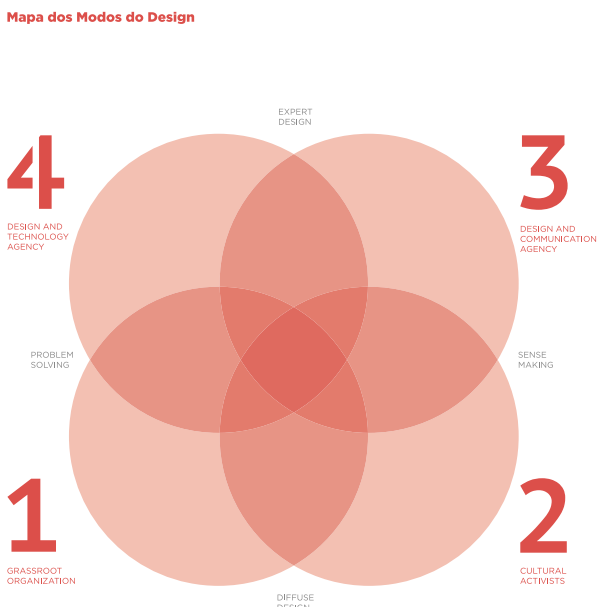 Mapa dos Modos do Design
EXPERT
DESIGN
4
3
DESIGN AND
TECHNOLOGY
AGENCY
DESIGN AND
COMMUNICATION
AGENCY
PROBLEM
SOLVING
SENSE
MAKING
1
2
GRASSROOT
ORGANIZATION
CULTURAL
ACTIVISTS
DIFFUSE
DESIGN